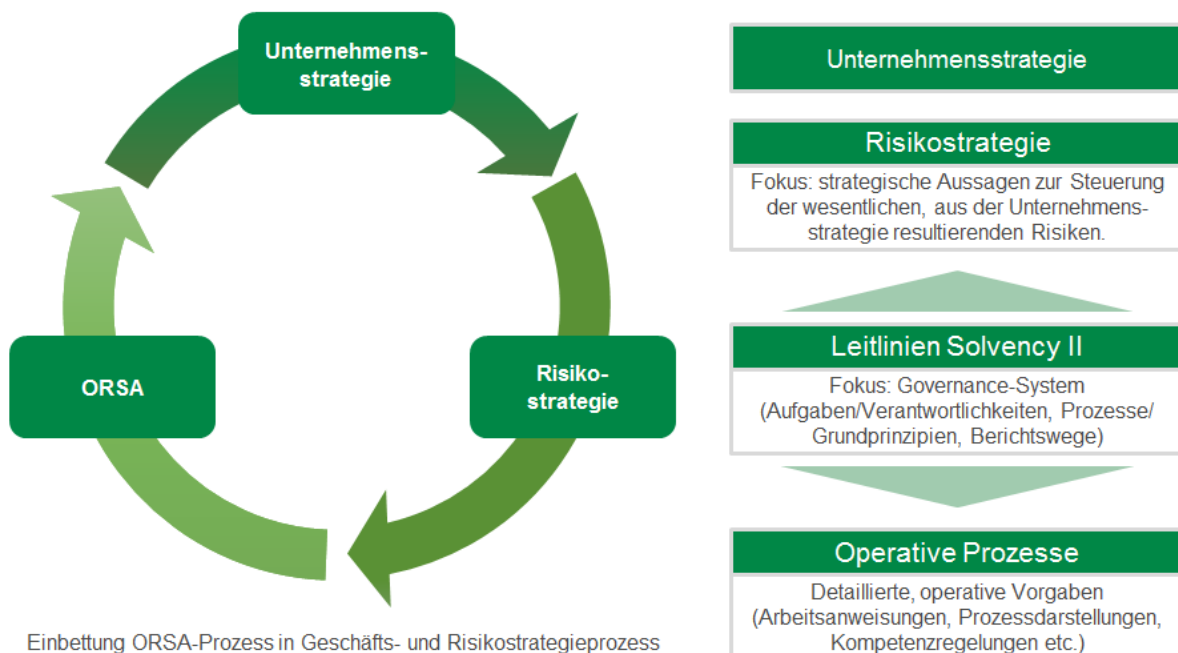 Unternehmens-
strategie
Risiko-
strategie
ORSA
Einbettung ORSA-Prozess in Geschäfts- und Risikostrategieprozess
Unternehmensstrategie
Risikostrategie
Fokus: strategische Aussagen zur Steuerung
der wesentlichen, aus der Unternehmens-
strategie resultierenden Risiken.
Leitlinien Solvency II
Fokus: Governance-System
(Aufgaben/Verantwortlichkeiten, Prozesse/
Grundprinzipien, Berichtswege)
Operative Prozesse
Detaillierte, operative Vorgaben
(Arbeitsanweisungen, Prozessdarstellungen,
Kompetenzregelungen etc.)